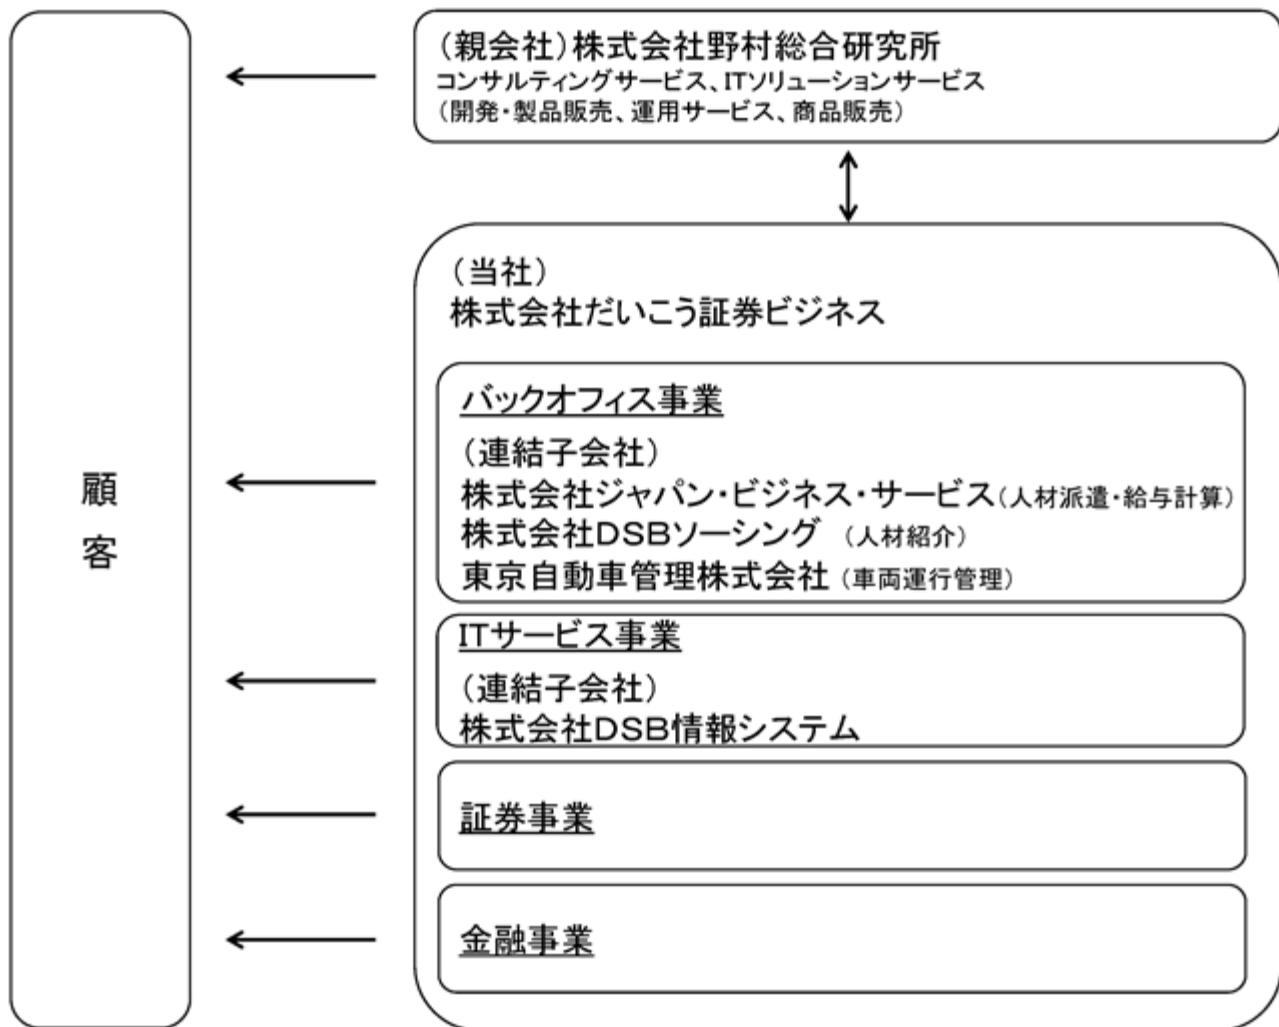 顧
客
（親会社）株式会社野村総合研究所
コンサルティングサービス、ITソリューションサービス
（開発・製品販売、運用サービス、商品販売）
（当社）
株式会社だいこう証券ビジネス
バックオフィス事業
（連結子会社）
株式会社ジャパン・ビジネス・サービス（人材派遣・給与計算）
株式会社DSBソーシング （人材紹介）
東京自動車管理株式会社（車両運行管理）
ITサービス事業
（連結子会社）
株式会社DSB情報システム
証券事業
金融事業